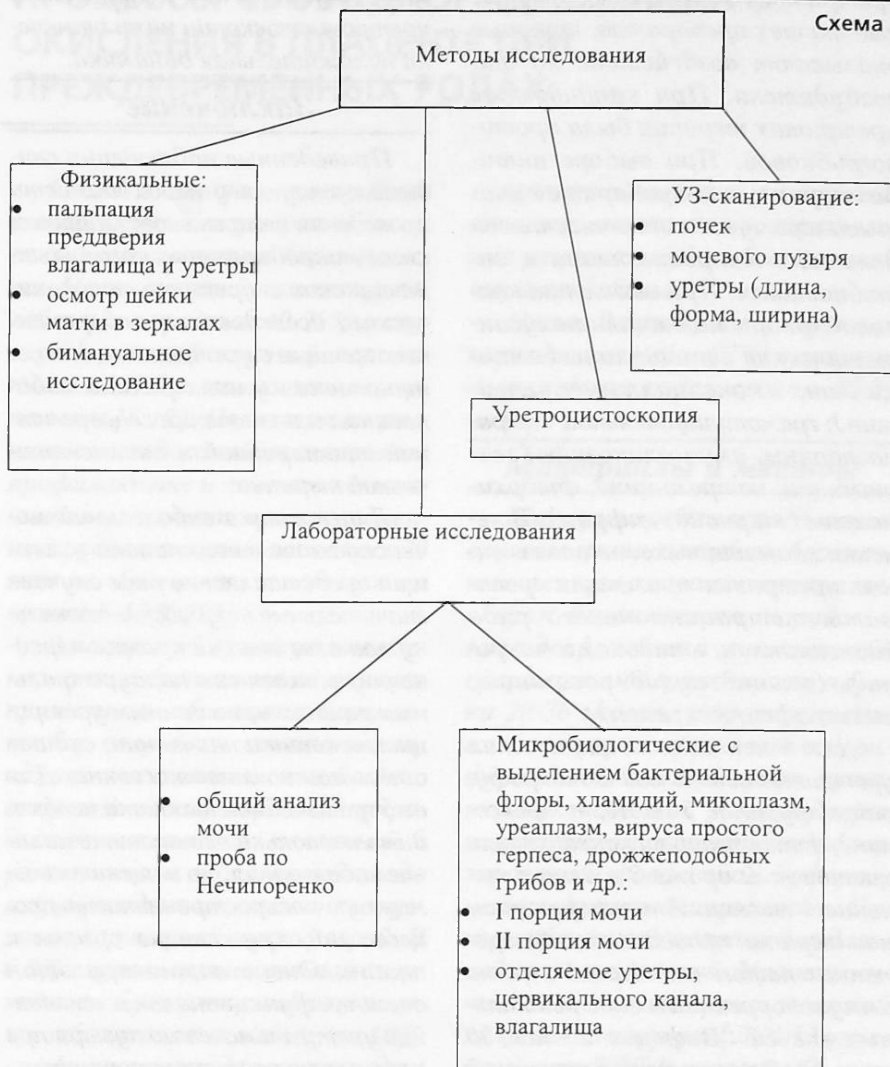 Схема
Методы исследования
Физикальные:
• пальпация
преддверия
влагалища и уретры
• осмотр шейки
матки в зеркалах
• бимануальное
исследование
УЗ-сканирование:
• почек
• мочевого пузыря
• уретры (длина,
форма, ширина)
Уретроцистоскопия
Лабораторные исследования
• общий анализ
мочи
• проба по
Нечипоренко
Микробиологические с
выделением бактериальной
флоры, хламидий, микоплазм,
уреаплазм, вируса простого
герпеса, дрожжеподобных
грибов и др.:
• I порция мочи
• II порция мочи
• отделяемое уретры,
цервикального канала,
влагалища